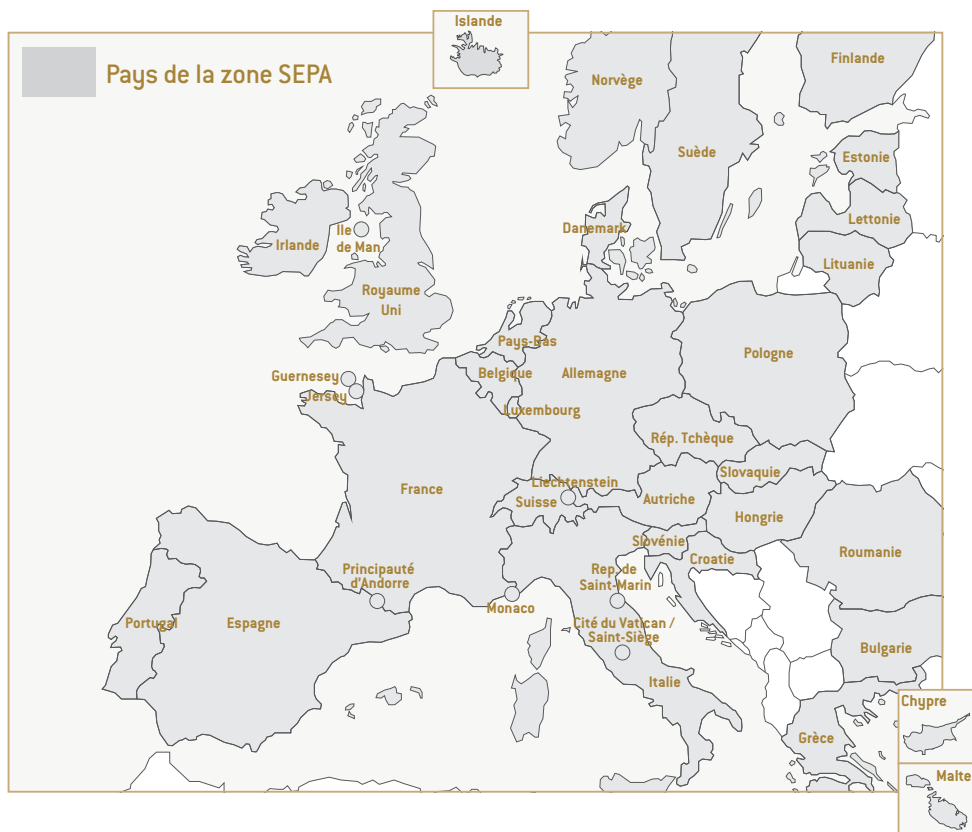 Islande
Pays de la zone SEPA
Norvège
Finlande
Suède
Estonie
Lettonie
Lituanie
Danemark
Irlande
Ile
de Man
Royaume
Uni
Pays-Bas
Belgique
Allemagne
Pologne
Guernesey
Jersey
Luxembourg
Rép. Tchèque
Slovaquie
France
Liechtenstein
Suisse
Autriche
Hongrie
Slovénie
Croatie
Roumanie
Principauté
d'Andorre
Rep. de
Saint-Marin
Monaco
Portugal
Espagne
Cité du Vatican /
Saint-Siège
Bulgarie
Italie
Grèce
Chypre
Malte